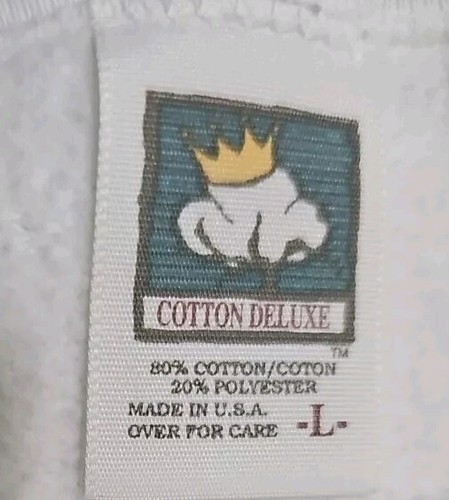 COTTON DELUXE
TM
80% COTTON/COTON
20% POLYESTER
MADE IN U.S.A.
OVER FOR CARE -L-